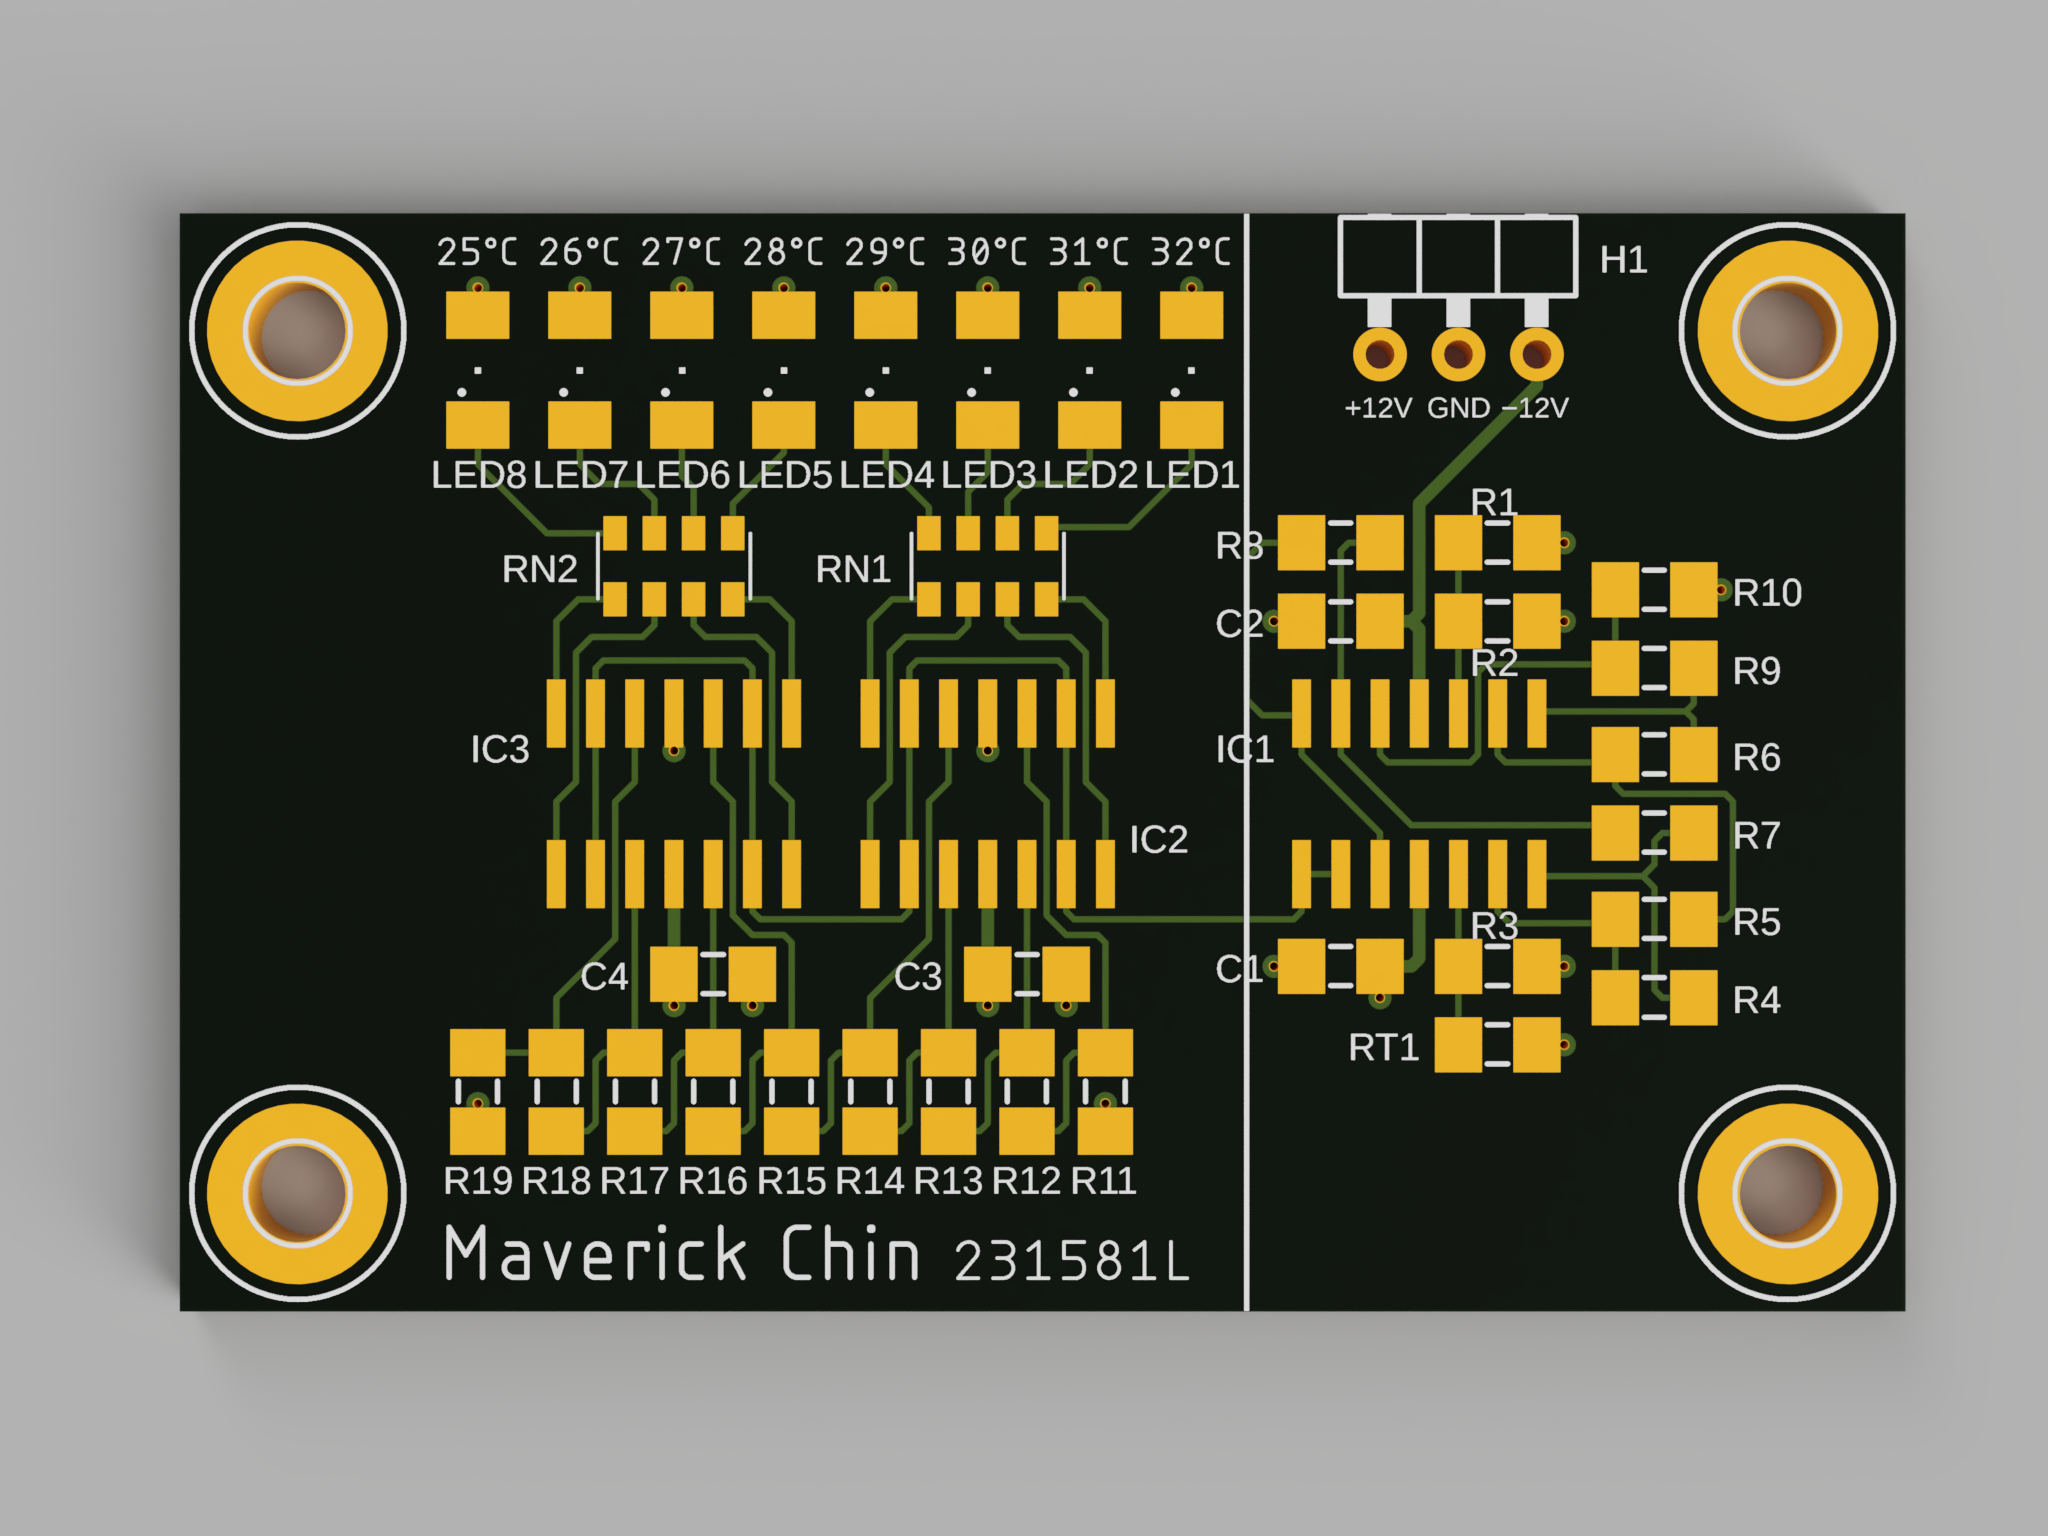 25°C 26°C 27°C 28°C 29°C 30°C 31°C 32°C
H1
+12V GND -12V
LED8 LED7 LED6 LED5 LED4 LED3 LED2 LED1
R1
R8
RN2
RN1
R10
C2
R2
R9
IC3
IC1
R6
IC2
R7
R3
R5
C4
C3
C1
R4
RT1
R19 R18 R17 R16 R15 R14 R13 R12 R11
Maverick Chin 231581L